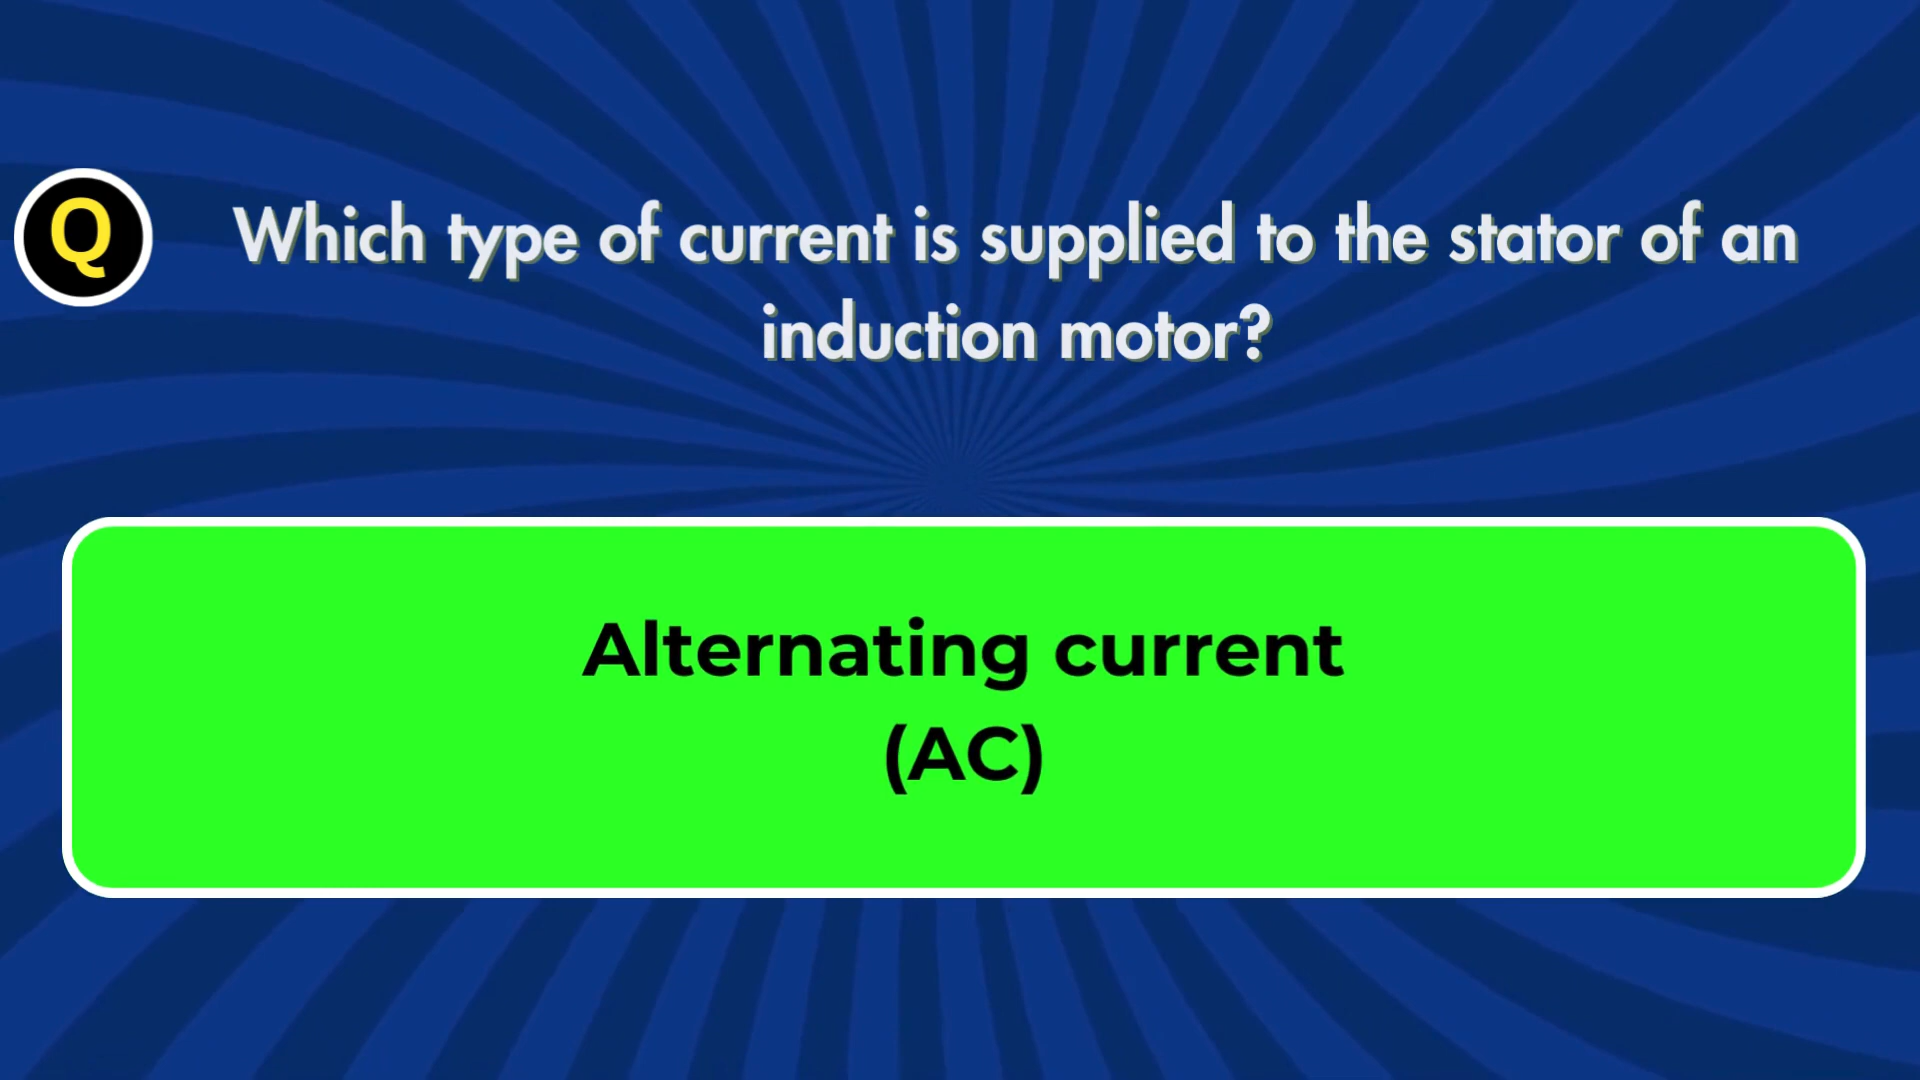 Q
Which type of current is supplied to the stator of an
induction motor?
Alternating current
(AC)